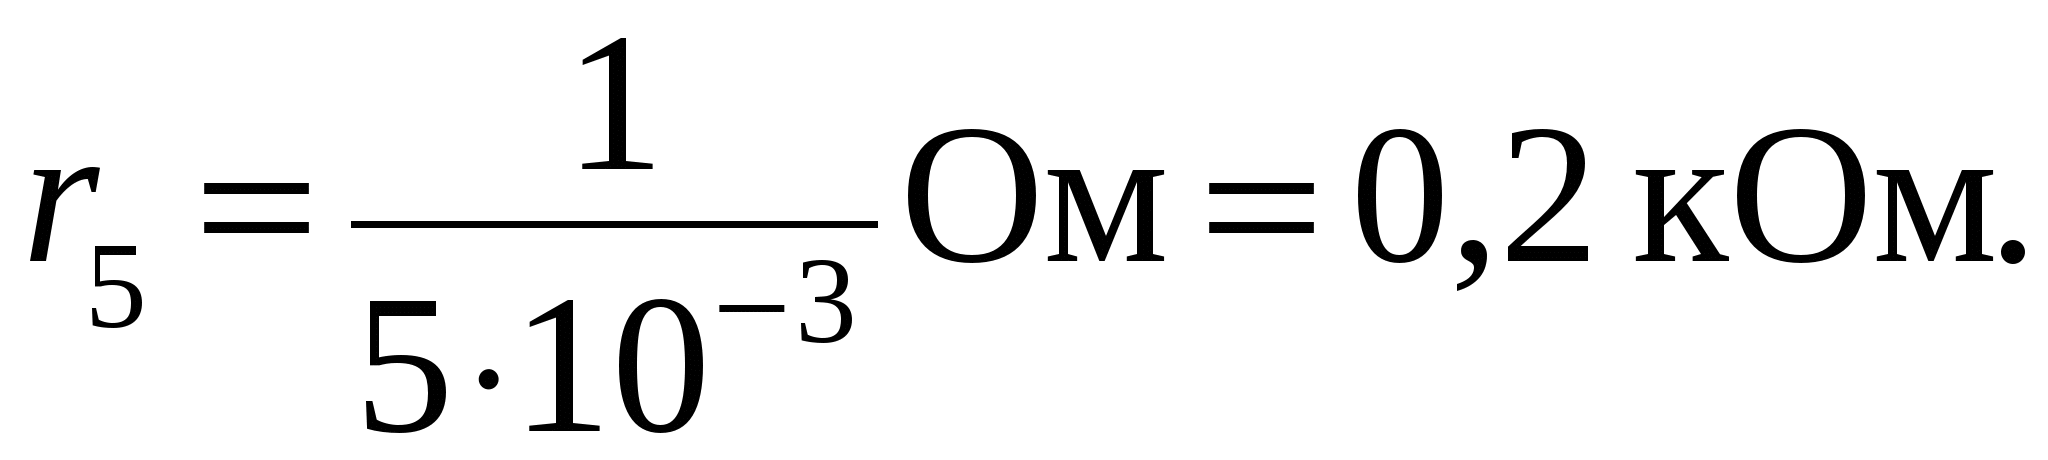 r₅ = 1 / 5·10⁻³ Ом = 0,2 кОм.